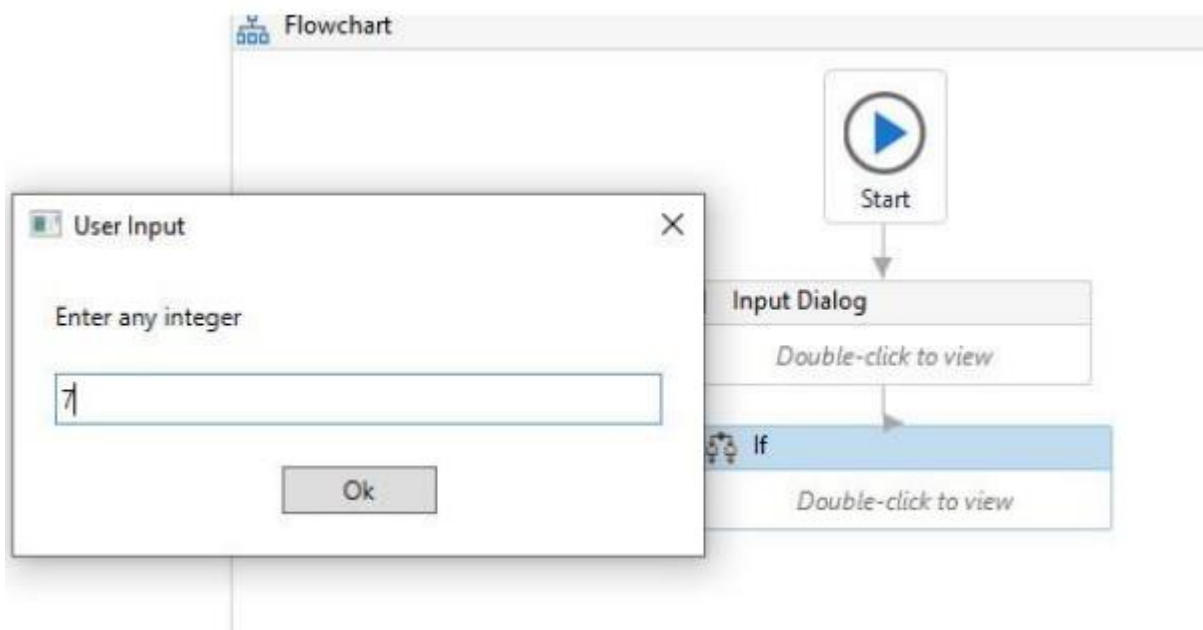 Flowchart
Start
User Input
Enter any integer
7
Ok
Input Dialog
Double-click to view
If
Double-click to view